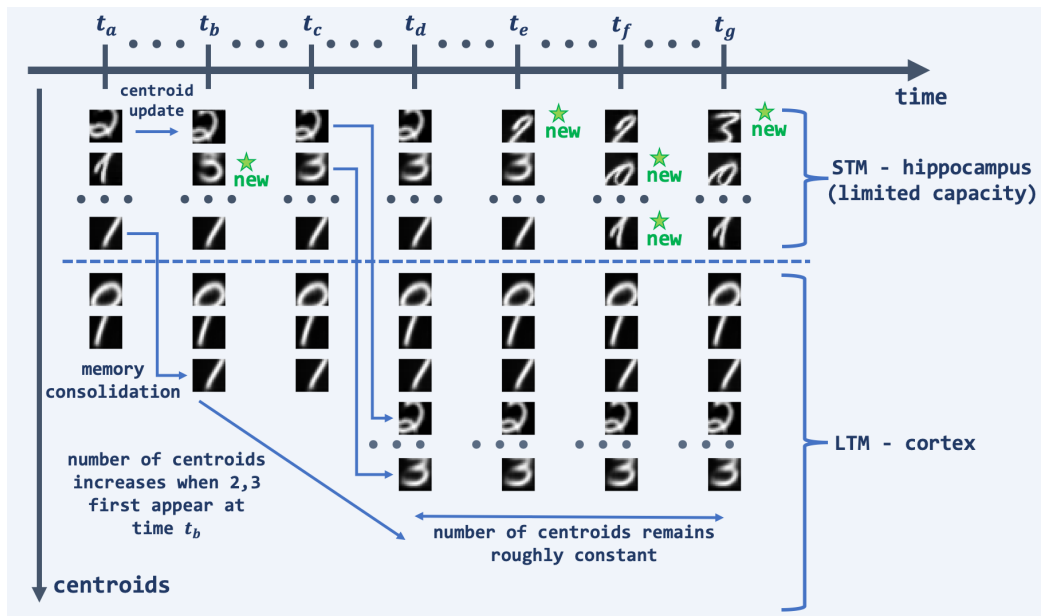 t_a t_b t_c t_d t_e t_f t_g
time
centroid
update
new
new
new
new
new
STM - hippocampus
(limited capacity)
memory
consolidation
LTM - cortex
number of centroids
increases when 2,3
first appear at
time t_b
number of centroids remains
roughly constant
centroids